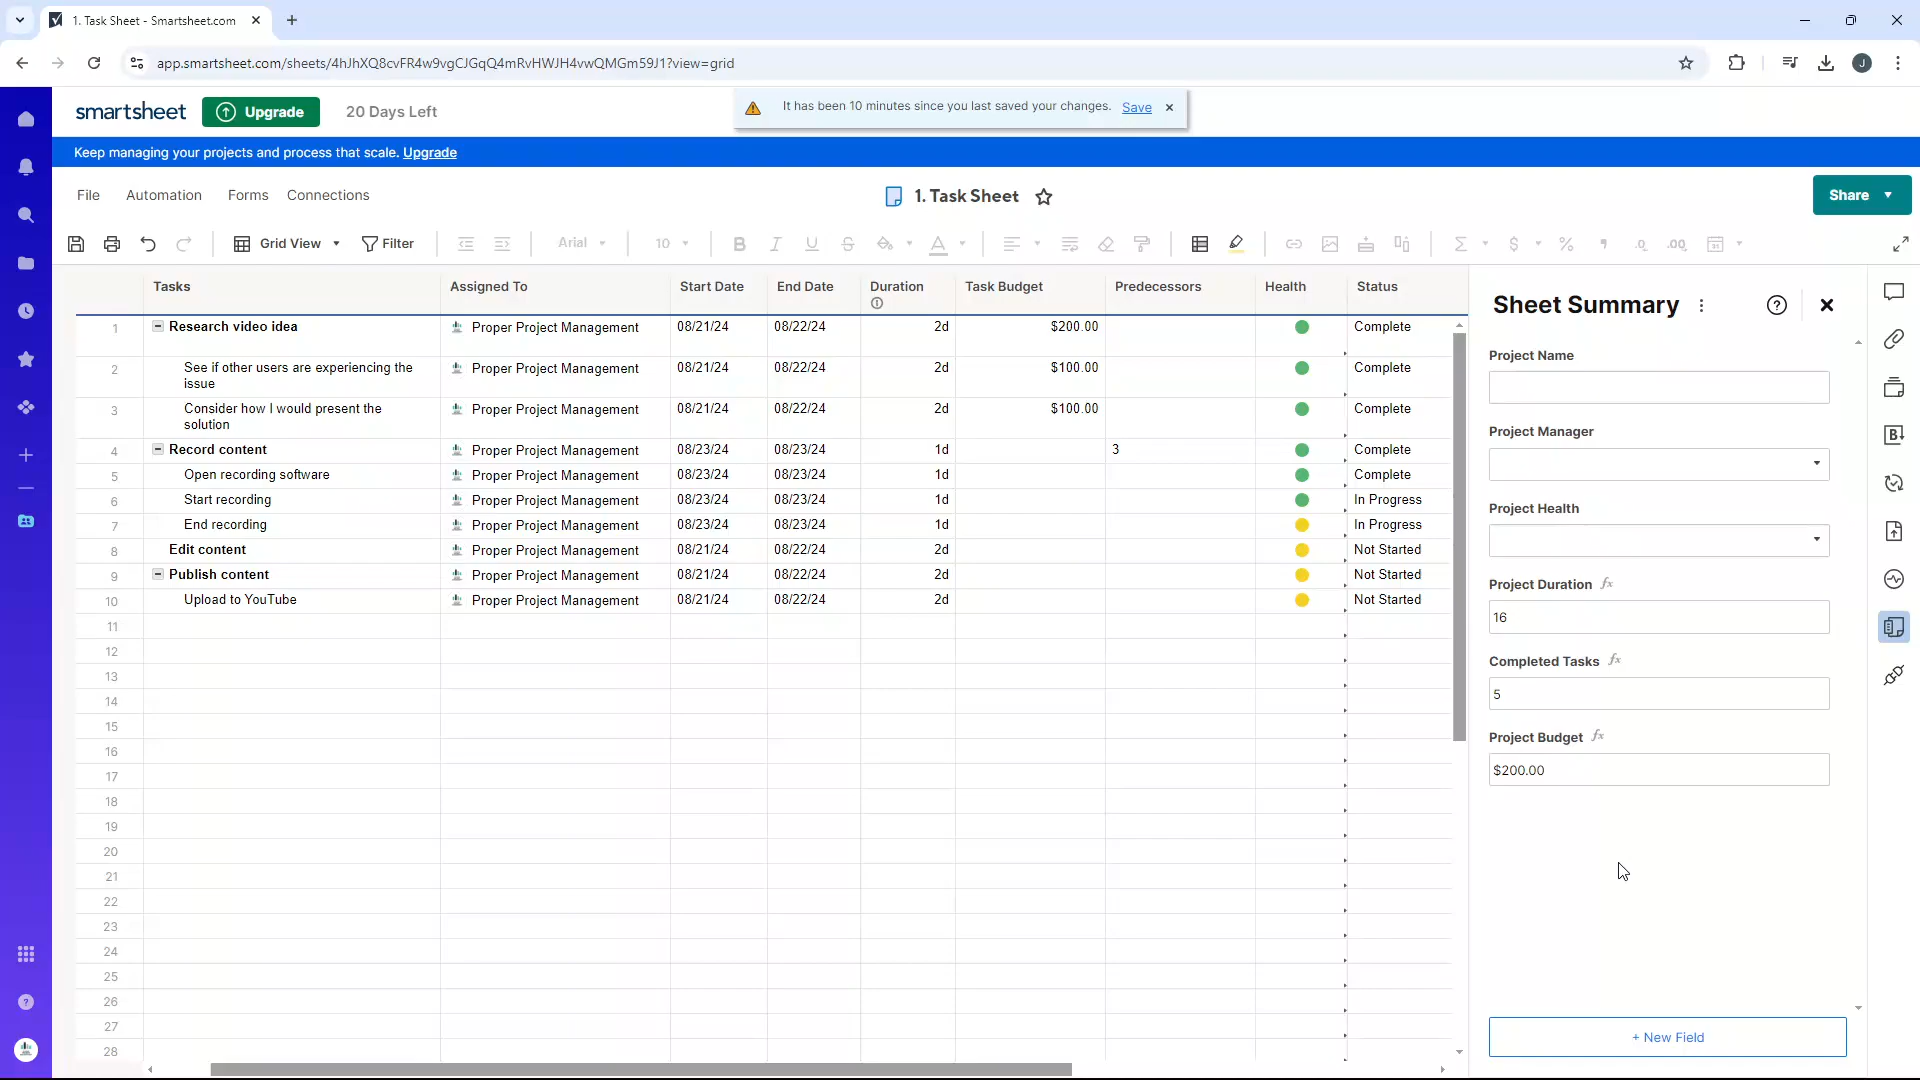 1. Task Sheet - Smartsheet.com
app.smartsheet.com/sheets/4hJhXQ8cvFR4w9vgCJGqQ4mRvHWJH4vwQMGm59J1?view=grid
J
smartsheet Upgrade 20 Days Left
It has been 10 minutes since you last saved your changes. Save
Keep managing your projects and process that scale. Upgrade
File Automation Forms Connections
1. Task Sheet
Share
Grid View Filter Arial 10
Tasks Assigned To Start Date End Date Duration Task Budget Predecessors Health Status
1 Research video idea Proper Project Management 08/21/24 08/22/24 2d $200.00 Complete
2 See if other users are experiencing the issue Proper Project Management 08/21/24 08/22/24 2d $100.00 Complete
3 Consider how I would present the solution Proper Project Management 08/21/24 08/22/24 2d $100.00 Complete
4 Record content Proper Project Management 08/23/24 08/23/24 1d 3 Complete
5 Open recording software Proper Project Management 08/23/24 08/23/24 1d Complete
6 Start recording Proper Project Management 08/23/24 08/23/24 1d In Progress
7 End recording Proper Project Management 08/23/24 08/23/24 1d In Progress
8 Edit content Proper Project Management 08/21/24 08/22/24 2d Not Started
9 Publish content Proper Project Management 08/21/24 08/22/24 2d Not Started
10 Upload to YouTube Proper Project Management 08/21/24 08/22/24 2d Not Started
11
12
13
14
15
16
17
18
19
20
21
22
23
24
25
26
27
28
Sheet Summary
Project Name
Project Manager
Project Health
Project Duration fx
16
Completed Tasks fx
5
Project Budget fx
$200.00
+ New Field